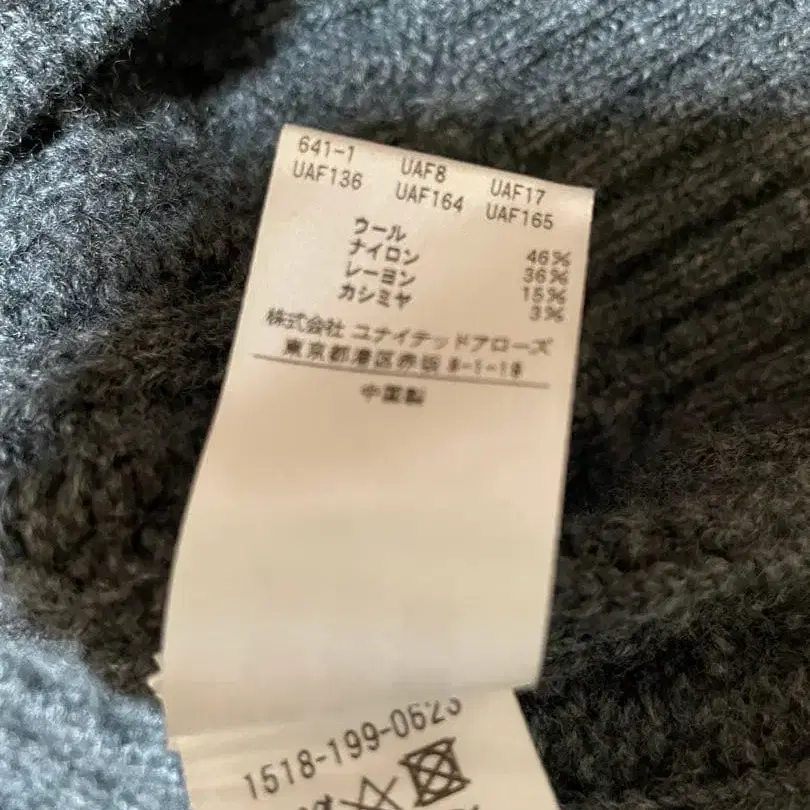 641-1 UAF8 UAF17
UAF136 UAF164 UAF165
ウール 46%
ナイロン 36%
レーヨン 15%
カシミヤ 3%
株式会社 ユナイテッドアローズ
東京都港区赤坂 8-1-19
中国製
1518-199-0623